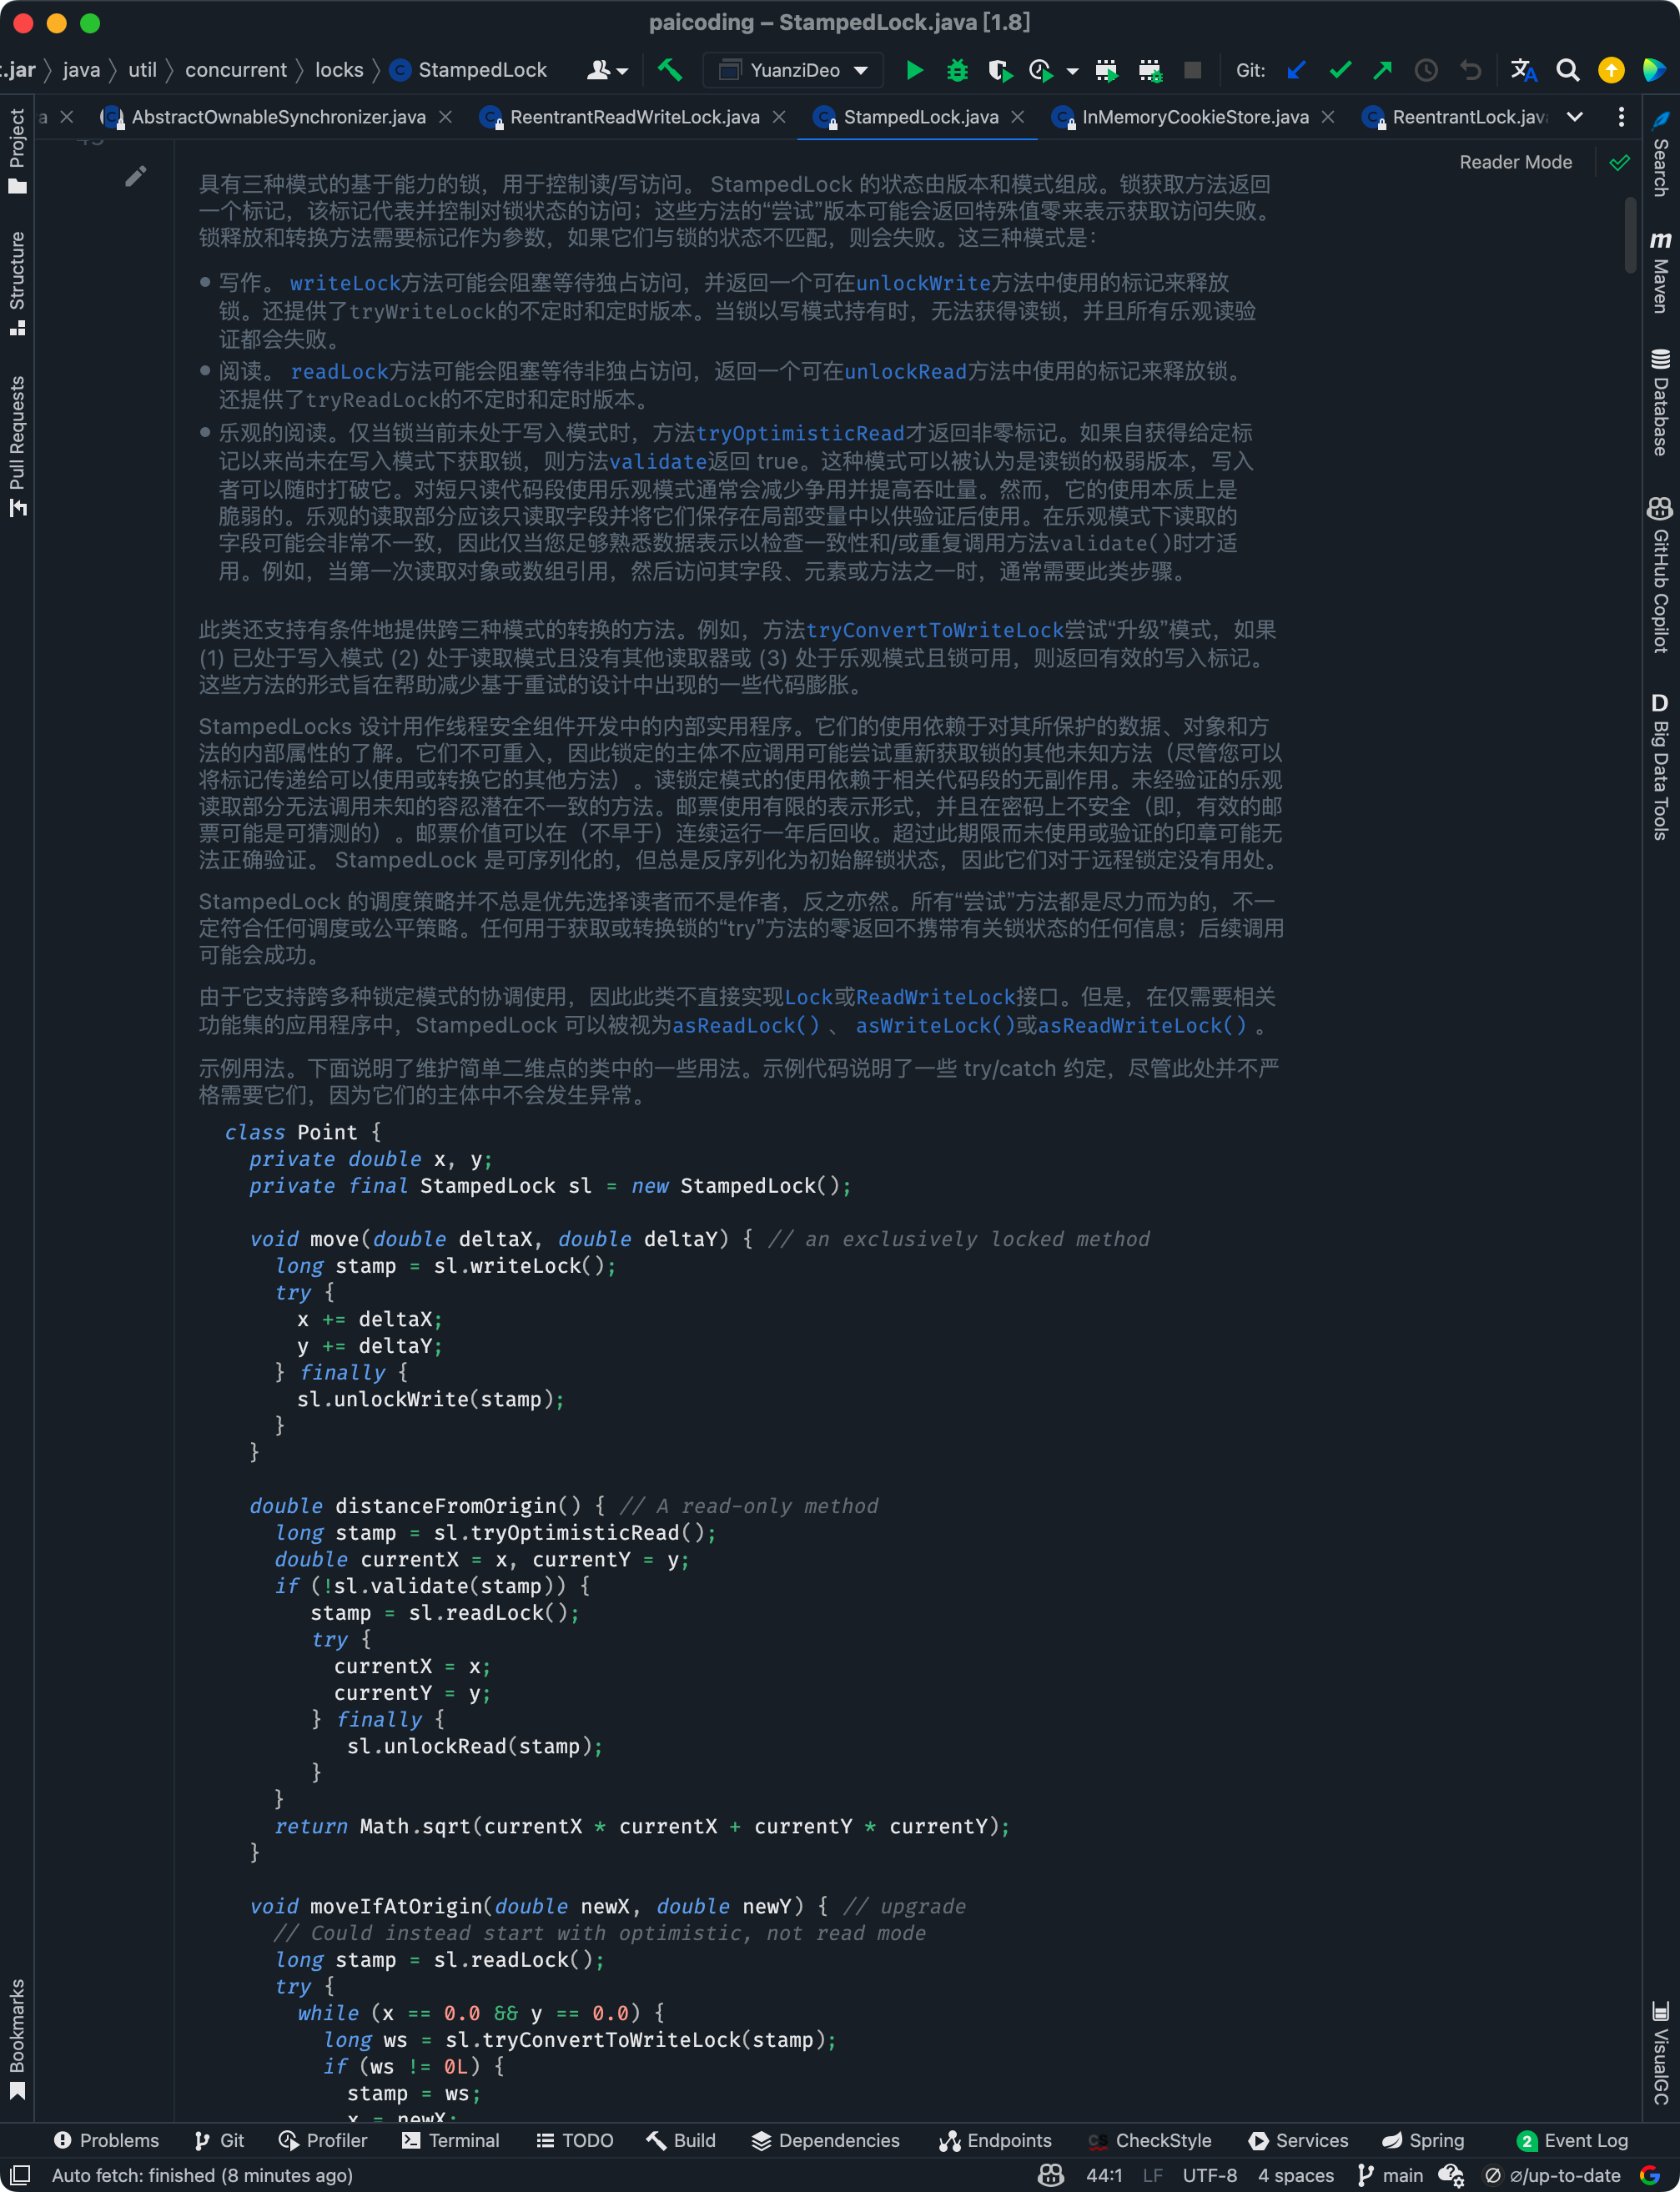 paicoding – StampedLock.java [1.8]
.jar java util concurrent locks StampedLock YuanziDeo Git:
a AbstractOwnableSynchronizer.java ReentrantReadWriteLock.java StampedLock.java InMemoryCookieStore.java ReentrantLock.jav
Reader Mode
具有三种模式的基于能力的锁，用于控制读/写访问。 StampedLock 的状态由版本和模式组成。锁获取方法返回
一个标记，该标记代表并控制对锁状态的访问；这些方法的“尝试”版本可能会返回特殊值零来表示获取访问失败。
锁释放和转换方法需要标记作为参数，如果它们与锁的状态不匹配，则会失败。这三种模式是：
● 写作。 writeLock方法可能会阻塞等待独占访问，并返回一个可在unlockWrite方法中使用的标记来释放
锁。还提供了tryWriteLock的不定时和定时版本。当锁以写模式持有时，无法获得读锁，并且所有乐观读验
证都会失败。
● 阅读。 readLock方法可能会阻塞等待非独占访问，返回一个可在unlockRead方法中使用的标记来释放锁。
还提供了tryReadLock的不定时和定时版本。
● 乐观的阅读。仅当锁当前未处于写入模式时，方法tryOptimisticRead才返回非零标记。如果自获得给定标
记以来尚未在写入模式下获取锁，则方法validate返回 true。这种模式可以被认为是读锁的极弱版本，写入
者可以随时打破它。对短只读代码段使用乐观模式通常会减少争用并提高吞吐量。然而，它的使用本质上是
脆弱的。乐观的读取部分应该只读取字段并将它们保存在局部变量中以供验证后使用。在乐观模式下读取的
字段可能会非常不一致，因此仅当您足够熟悉数据表示以检查一致性和/或重复调用方法validate()时才适
用。例如，当第一次读取对象或数组引用，然后访问其字段、元素或方法之一时，通常需要此类步骤。
此类还支持有条件地提供跨三种模式的转换的方法。例如，方法tryConvertToWriteLock尝试“升级”模式，如果
(1) 已处于写入模式 (2) 处于读取模式且没有其他读取器或 (3) 处于乐观模式且锁可用，则返回有效的写入标记。
这些方法的形式旨在帮助减少基于重试的设计中出现的一些代码膨胀。
StampedLocks 设计用作线程安全组件开发中的内部实用程序。它们的使用依赖于对其所保护的数据、对象和方
法的内部属性的了解。它们不可重入，因此锁定的主体不应调用可能尝试重新获取锁的其他未知方法（尽管您可以
将标记传递给可以使用或转换它的其他方法）。读锁定模式的使用依赖于相关代码段的无副作用。未经验证的乐观
读取部分无法调用未知的容忍潜在不一致的方法。邮票使用有限的表示形式，并且在密码上不安全（即，有效的邮
票可能是可猜测的）。邮票价值可以在（不早于）连续运行一年后回收。超过此期限而未使用或验证的印章可能无
法正确验证。 StampedLock 是可序列化的，但总是反序列化为初始解锁状态，因此它们对于远程锁定没有用处。
StampedLock 的调度策略并不总是优先选择读者而不是作者，反之亦然。所有“尝试”方法都是尽力而为的，不一
定符合任何调度或公平策略。任何用于获取或转换锁的“try”方法的零返回不携带有关锁状态的任何信息；后续调用
可能会成功。
由于它支持跨多种锁定模式的协调使用，因此此类不直接实现Lock或ReadWriteLock接口。但是，在仅需要相关
功能集的应用程序中，StampedLock 可以被视为asReadLock() 、 asWriteLock()或asReadWriteLock() 。
示例用法。下面说明了维护简单二维点的类中的一些用法。示例代码说明了一些 try/catch 约定，尽管此处并不严
格需要它们，因为它们的主体中不会发生异常。
class Point {
private double x, y;
private final StampedLock sl = new StampedLock();
void move(double deltaX, double deltaY) { // an exclusively locked method
long stamp = sl.writeLock();
try {
x += deltaX;
y += deltaY;
} finally {
sl.unlockWrite(stamp);
}
}
double distanceFromOrigin() { // A read-only method
long stamp = sl.tryOptimisticRead();
double currentX = x, currentY = y;
if (!sl.validate(stamp)) {
stamp = sl.readLock();
try {
currentX = x;
currentY = y;
} finally {
sl.unlockRead(stamp);
}
}
return Math.sqrt(currentX * currentX + currentY * currentY);
}
void moveIfAtOrigin(double newX, double newY) { // upgrade
// Could instead start with optimistic, not read mode
long stamp = sl.readLock();
try {
while (x == 0.0 && y == 0.0) {
long ws = sl.tryConvertToWriteLock(stamp);
if (ws != 0L) {
stamp = ws;
x = newX;
Project
Structure
Pull Requests
Bookmarks
Search
m Maven
Database
GitHub Copilot
D Big Data Tools
VisualGC
Problems Git Profiler Terminal TODO Build Dependencies Endpoints CheckStyle Services Spring 2 Event Log
Auto fetch: finished (8 minutes ago) 44:1 LF UTF-8 4 spaces main ∅/up-to-date